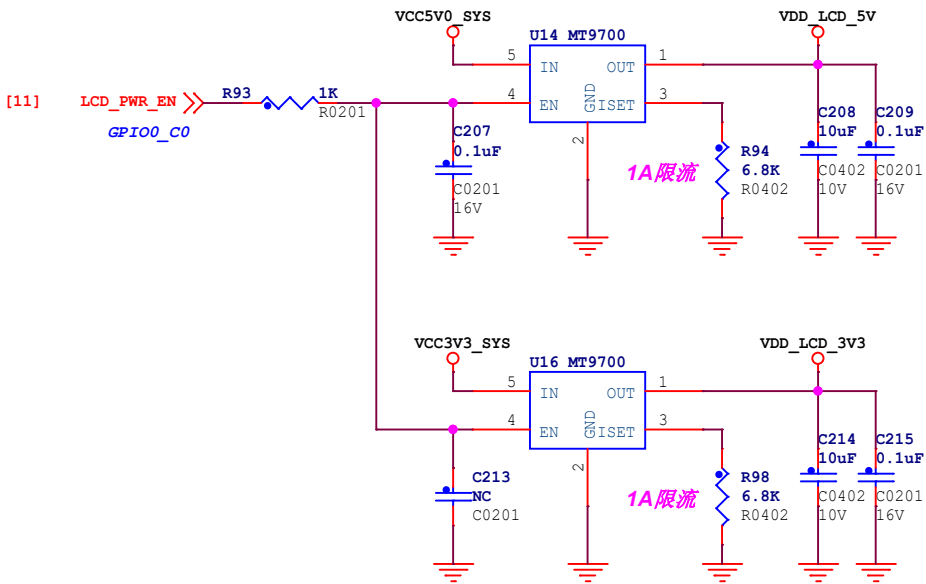 VCC5V0_SYS
VDD_LCD_5V
U14 MT9700
5
IN
OUT
1
[11]
LCD_PWR_EN
R93
1K
R0201
GPIO0_C0
4
EN
GND
ISET
3
2
C207
0.1uF
C0201
16V
1A限流
R94
6.8K
R0402
C208
10uF
C0402
10V
C209
0.1uF
C0201
16V
VCC3V3_SYS
VDD_LCD_3V3
U16 MT9700
5
IN
OUT
1
4
EN
GND
ISET
3
2
C213
NC
C0201
1A限流
R98
6.8K
R0402
C214
10uF
C0402
10V
C215
0.1uF
C0201
16V